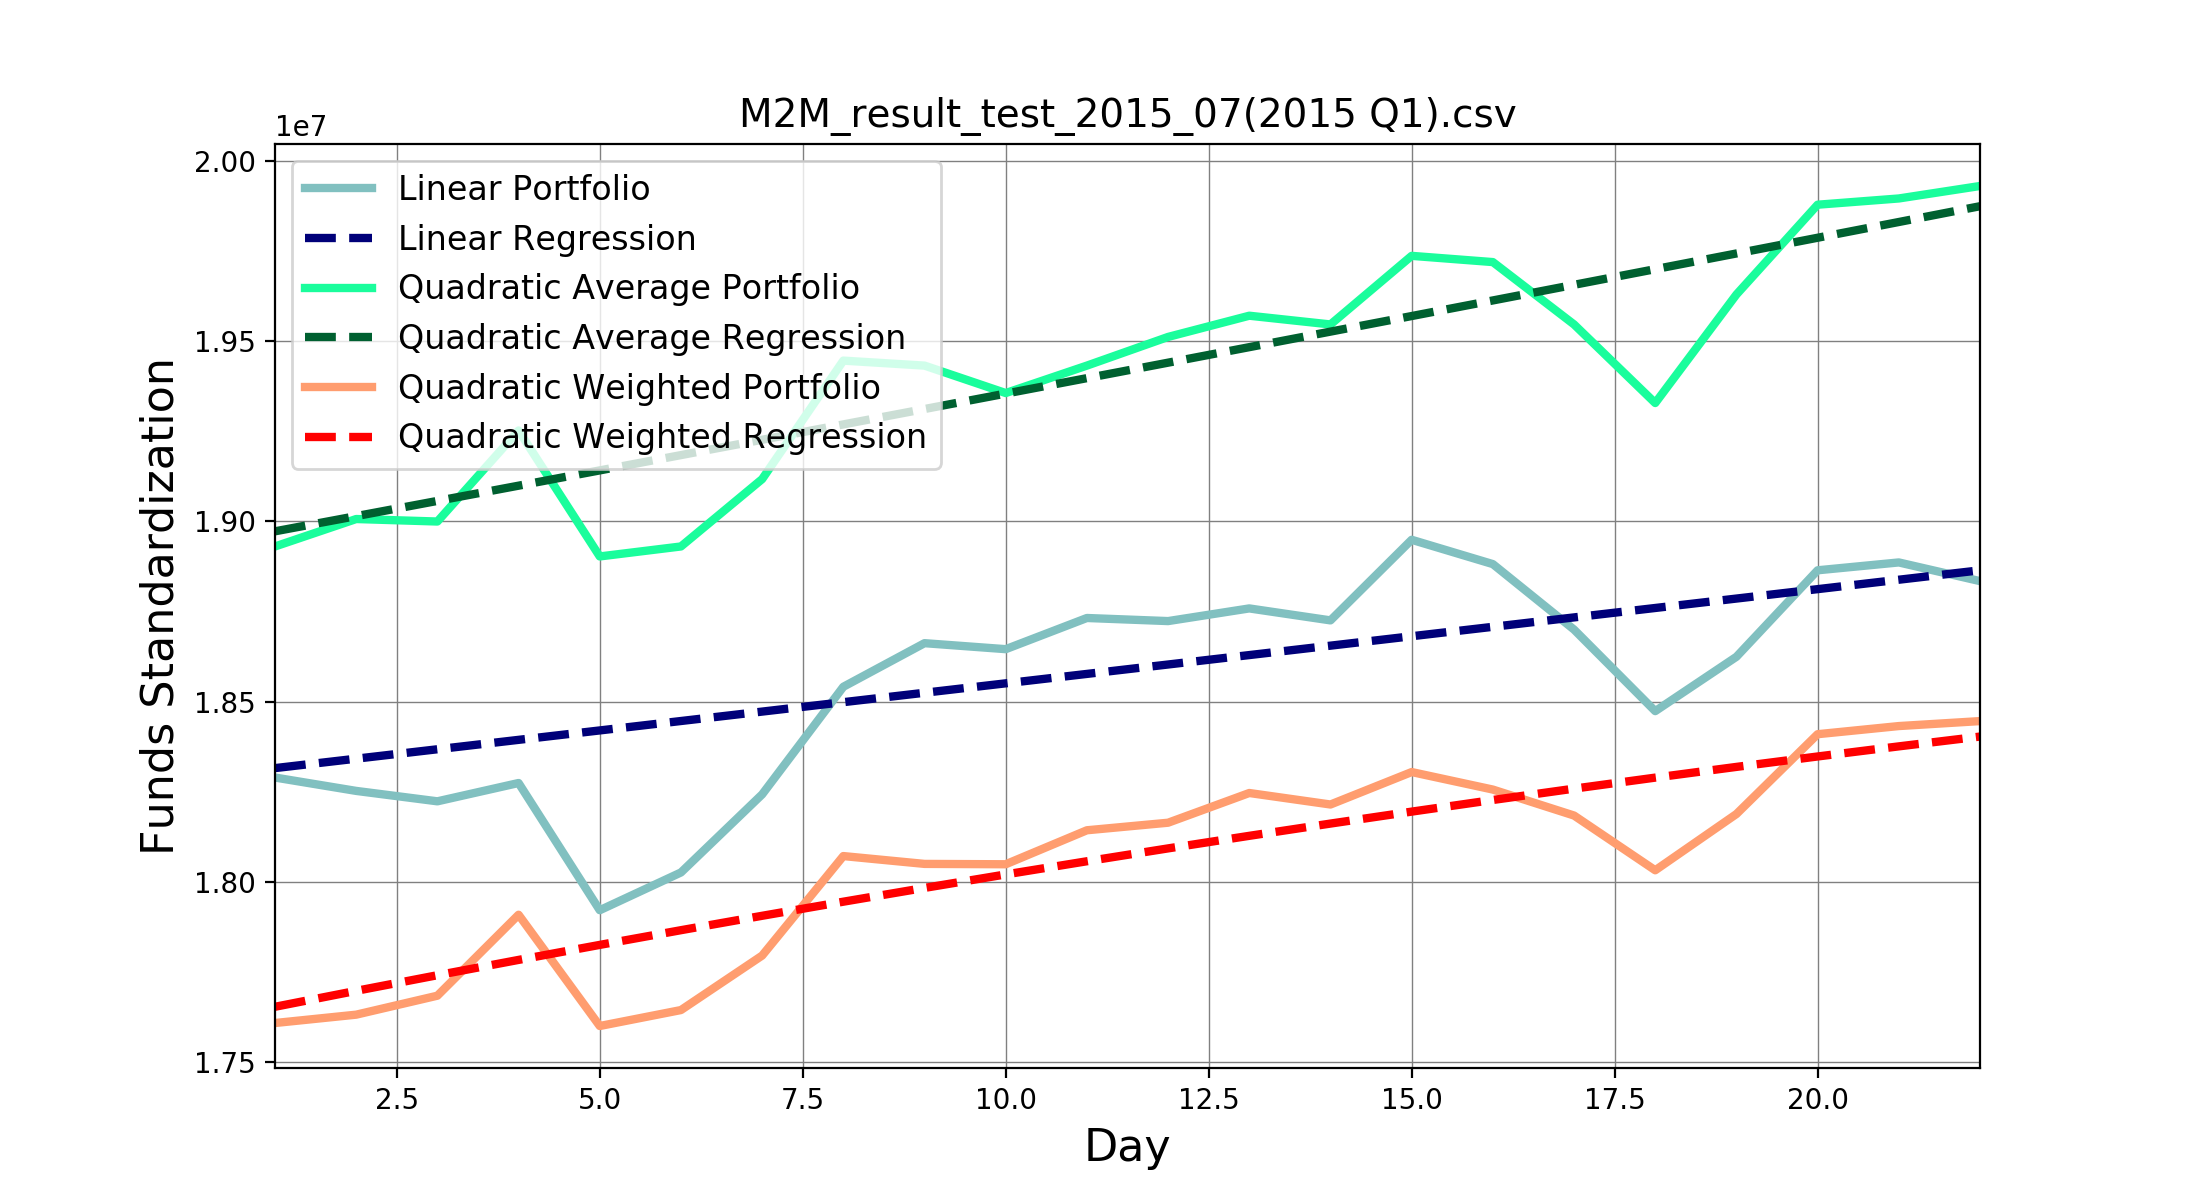 M2M_result_test_2015_07(2015 Q1).csv
1e7
2.00
1.95
1.90
1.85
1.80
1.75
Funds Standardization
Linear Portfolio
Linear Regression
Quadratic Average Portfolio
Quadratic Average Regression
Quadratic Weighted Portfolio
Quadratic Weighted Regression
2.5 5.0 7.5 10.0 12.5 15.0 17.5 20.0
Day